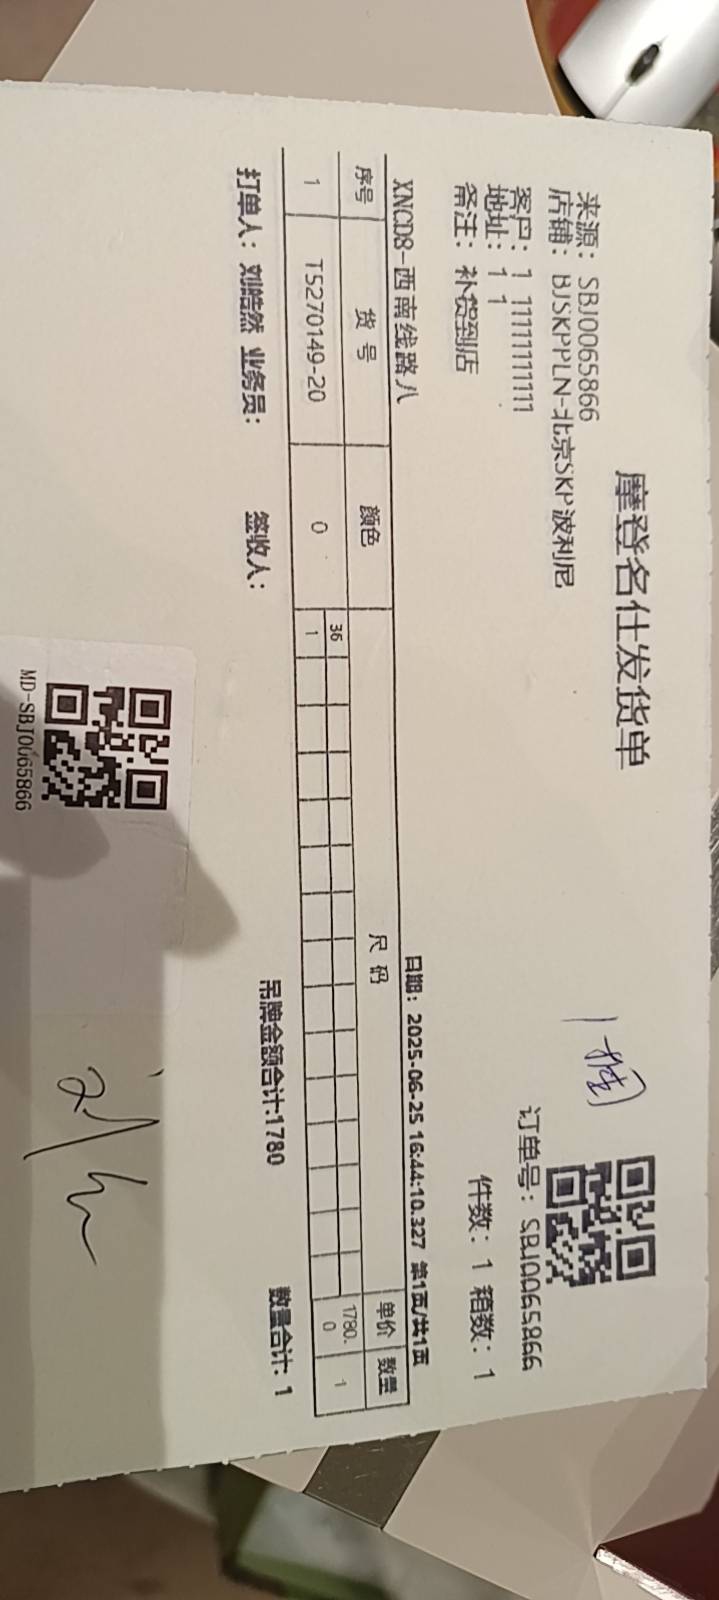 摩登名仕发货单
来源：SBJ0065866
订单号：SBJ0065866
店铺：BJSKPPLN-北京SKP波利尼
客户：1 11111111111
件数：1 箱数：1
地址：1 1
备注：补货到店
XNCD8-西南线路八
日期：2025-06-25 16:44:10.327 第1页/共1页
序号 货号 颜色 尺码 单价 数量
36
1 T5270149-20 0 1 1780.0 1
打单人：刘皓然 业务员： 签收人： 吊牌金额合计:1780 数量合计：1
MD-SBJ0065866